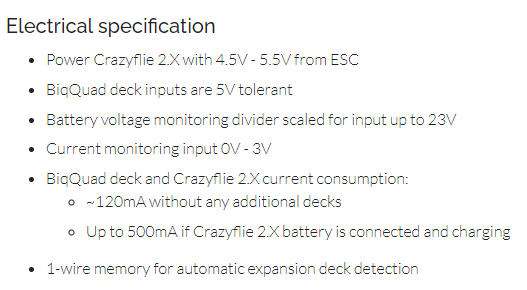 Electrical specification
Power Crazyflie 2.X with 4.5V - 5.5V from ESC
BiqQuad deck inputs are 5V tolerant
Battery voltage monitoring divider scaled for input up to 23V
Current monitoring input 0V - 3V
BiqQuad deck and Crazyflie 2.X current consumption:
~120mA without any additional decks
Up to 500mA if Crazyflie 2.X battery is connected and charging
1-wire memory for automatic expansion deck detection